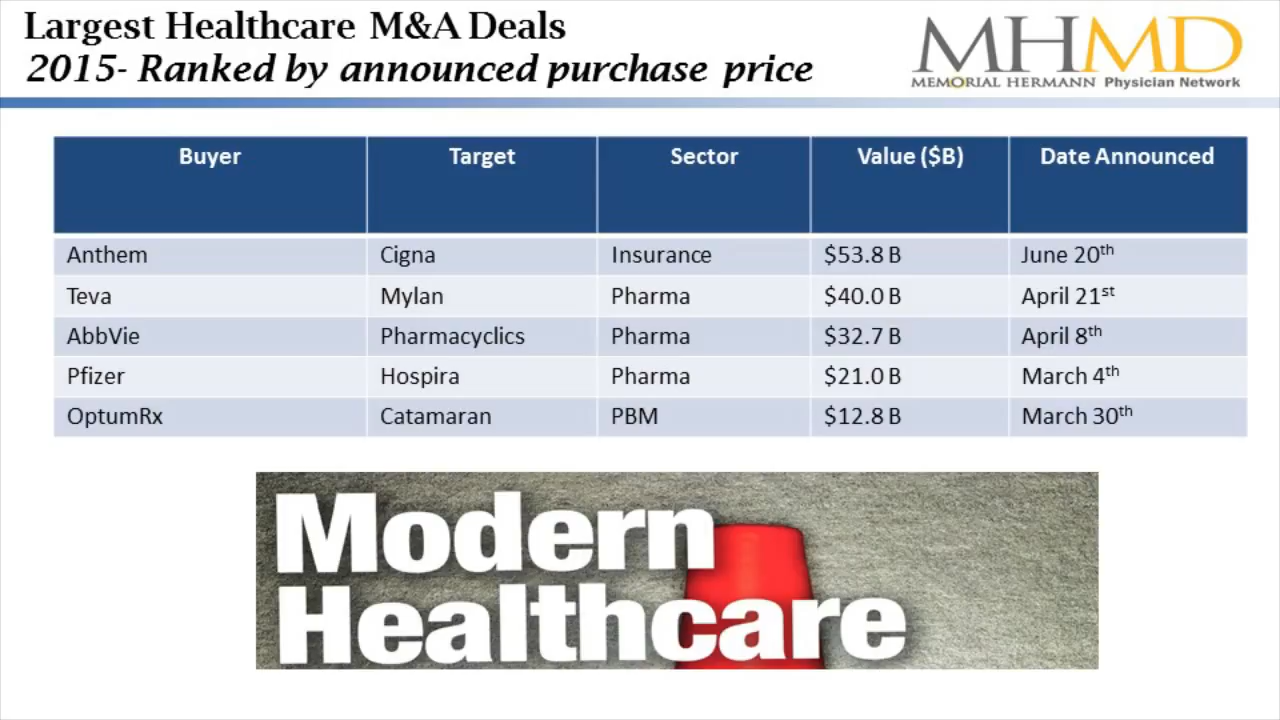 Largest Healthcare M&A Deals
2015- Ranked by announced purchase price
MHMD
MEMORIAL HERMANN Physician Network
Buyer Target Sector Value ($B) Date Announced
Anthem Cigna Insurance $53.8 B June 20th
Teva Mylan Pharma $40.0 B April 21st
AbbVie Pharmacyclics Pharma $32.7 B April 8th
Pfizer Hospira Pharma $21.0 B March 4th
OptumRx Catamaran PBM $12.8 B March 30th
Modern
Healthcare